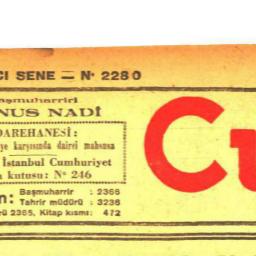 CI SENE — Nº 2280
Başmuharriri
NUS NADİ
DAREHANESİ:
ye karşısında dairei mahsusa
İstanbul Cumhuriyet
kutusu: Nº 246
Başmuharrir : 2366
Tahrir müdürü : 3236
rü 2365, Kitap kısmı: 472
Cu